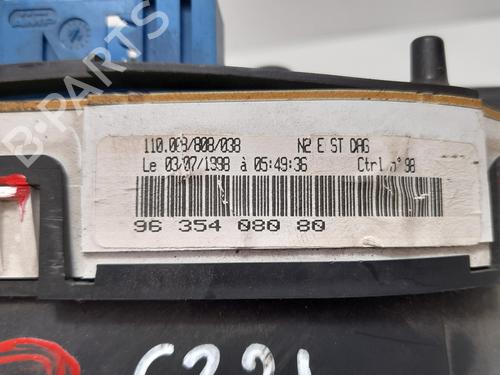 B-PARTS
110.008/808/038 N2 E ST DAG
Le 03/07/1998 à 05:49:36 Ctrl n°98
96 354 080 80